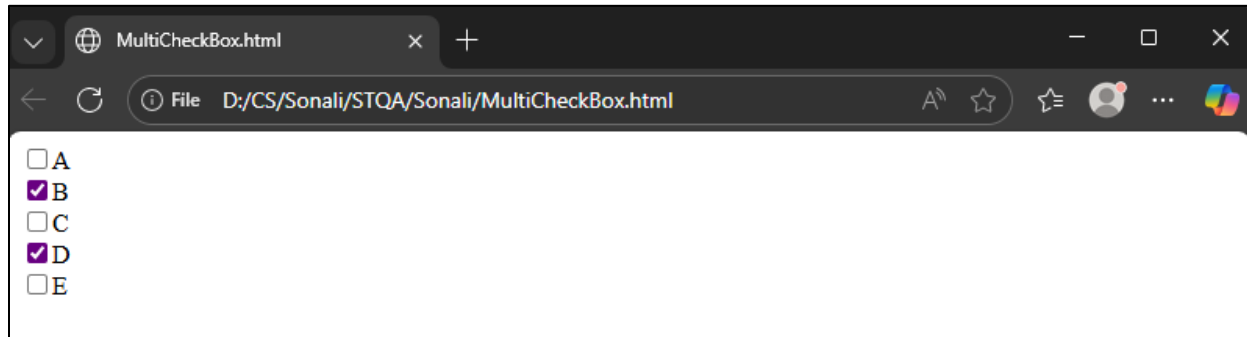 MultiCheckBox.html
File D:/CS/Sonali/STQA/Sonali/MultiCheckBox.html A
A
B
C
D
E